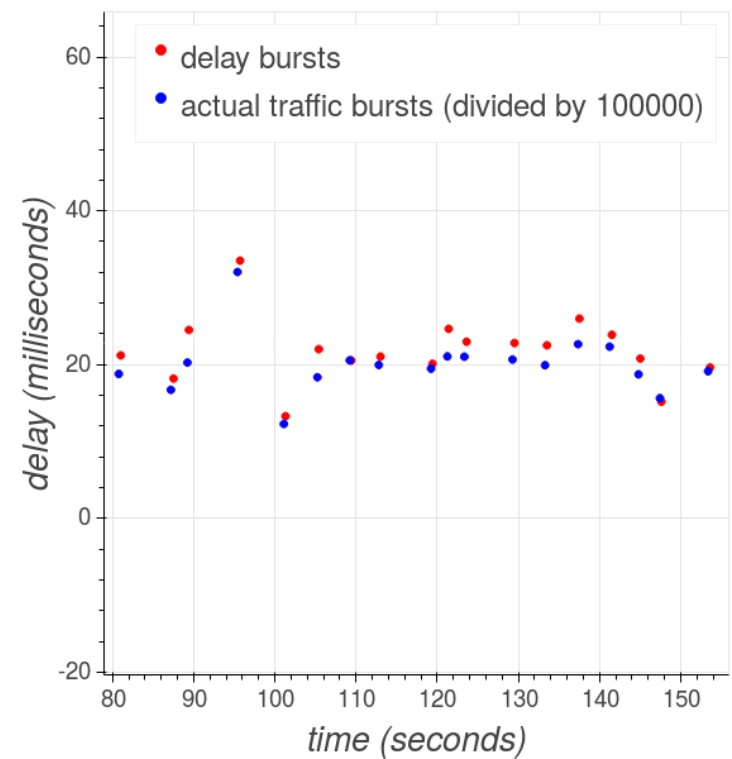 delay bursts
actual traffic bursts (divided by 100000)
60
40
20
0
-20
delay (milliseconds)
80 90 100 110 120 130 140 150
time (seconds)